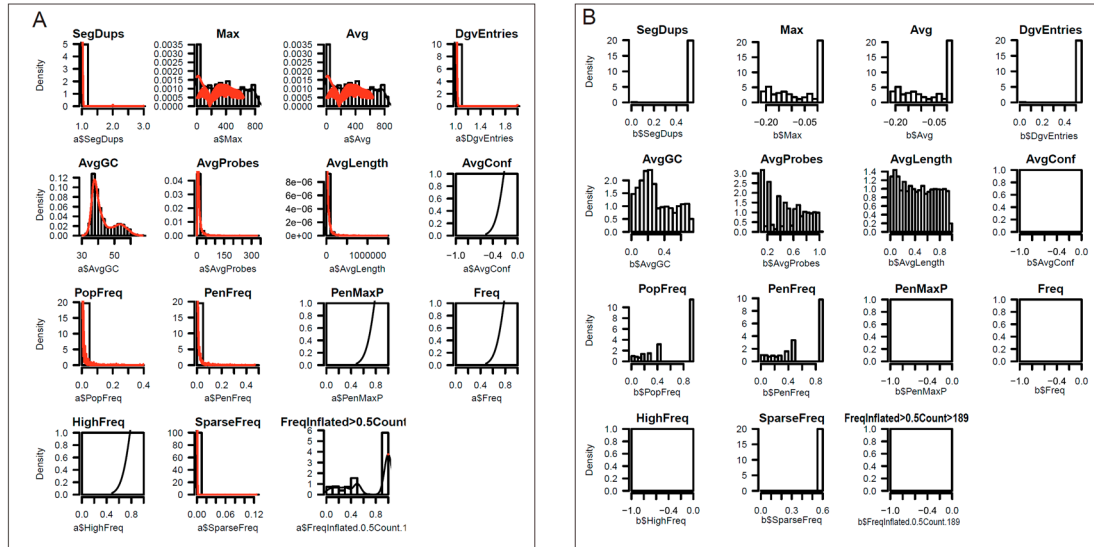 A
SegDups Max Avg DgvEntries
Density
5 4 3 2 1 0
0.0035 0.0030 0.0025 0.0020 0.0015 0.0010 0.0005 0.0000
0.0035 0.0030 0.0025 0.0020 0.0015 0.0010 0.0005 0.0000
10 8 6 4 2 0
1.0 2.0 3.0 0 400 800 0 400 800 1.0 1.4 1.8
a$SegDups a$Max a$Avg a$DgvEntries
AvgGC AvgProbes AvgLength AvgConf
Density
0.12 0.10 0.08 0.06 0.04 0.02 0.00
0.04 0.03 0.02 0.01 0.00
8e-06 6e-06 4e-06 2e-06 0e+00
1.0 0.8 0.6 0.4 0.2 0.0
30 50 0 150 300 0 1000000 −1.0 −0.4 0.0
a$AvgGC a$AvgProbes a$AvgLength a$AvgConf
PopFreq PenFreq PenMaxP Freq
Density
20 15 10 5 0
20 15 10 5 0
1.0 0.8 0.6 0.4 0.2 0.0
1.0 0.8 0.6 0.4 0.2 0.0
0.0 0.2 0.4 0.0 0.2 0.4 0.0 0.4 0.8 0.0 0.4 0.8
a$PopFreq a$PenFreq a$PenMaxP a$Freq
HighFreq SparseFreq FreqInflated>0.5Count
Density
1.0 0.8 0.6 0.4 0.2 0.0
100 80 60 40 20 0
6 5 4 3 2 1 0
0.0 0.4 0.8 0.00 0.06 0.12 0.0 0.4 0.8
a$HighFreq a$SparseFreq a$FreqInflated.0.5Count.1
B
SegDups Max Avg DgvEntries
Density
20 15 10 5 0
20 15 10 5 0
20 15 10 5 0
20 15 10 5 0
0.0 0.2 0.4 −0.20 −0.05 −0.20 −0.05 0.0 0.2 0.4
b$SegDups b$Max b$Avg b$DgvEntries
AvgGC AvgProbes AvgLength AvgConf
Density
2.0 1.5 1.0 0.5 0.0
3.0 2.5 2.0 1.5 1.0 0.5 0.0
1.4 1.2 1.0 0.8 0.6 0.4 0.2 0.0
1.0 0.8 0.6 0.4 0.2 0.0
0.4 0.2 0.6 1.0 0.0 0.4 0.8 −1.0 −0.4 0.0
b$AvgGC b$AvgProbes b$AvgLength b$AvgConf
PopFreq PenFreq PenMaxP Freq
Density
10 8 6 4 2 0
10 8 6 4 2 0
1.0 0.8 0.6 0.4 0.2 0.0
1.0 0.8 0.6 0.4 0.2 0.0
0.0 0.4 0.8 0.0 0.4 0.8 −1.0 −0.4 0.0 −1.0 −0.4 0.0
b$PopFreq b$PenFreq b$PenMaxP b$Freq
HighFreq SparseFreq FreqInflated>0.5Count>189
Density
1.0 0.8 0.6 0.4 0.2 0.0
20 15 10 5 0
1.0 0.8 0.6 0.4 0.2 0.0
−1.0 −0.4 0.0 0.0 0.3 0.6 −1.0 −0.4 0.0
b$HighFreq b$SparseFreq b$FreqInflated.0.5Count.189